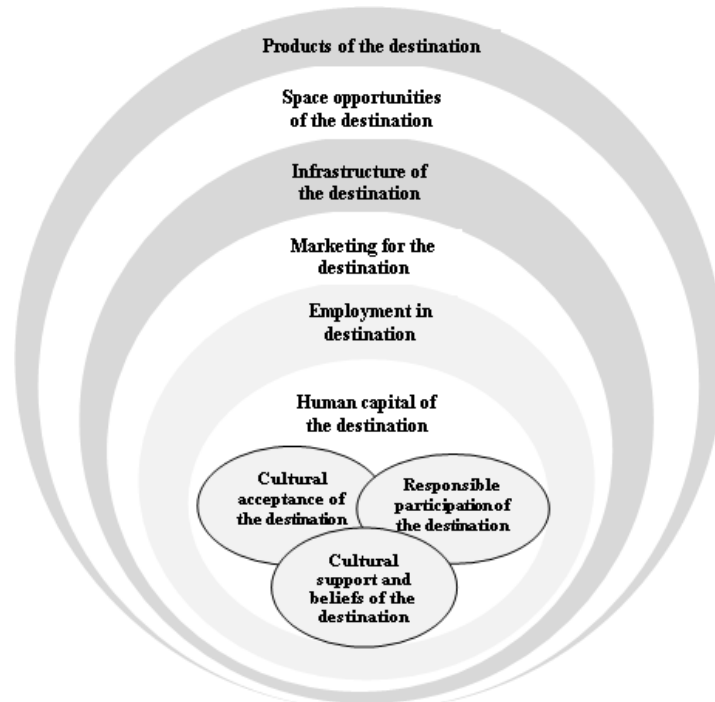 Products of the destination
Space opportunities
of the destination
Infrastructure of
the destination
Marketing for the
destination
Employment in
destination
Human capital of
the destination
Cultural
acceptance of
the destination
Responsible
participation of
the destination
Cultural
support and
beliefs of the
destination